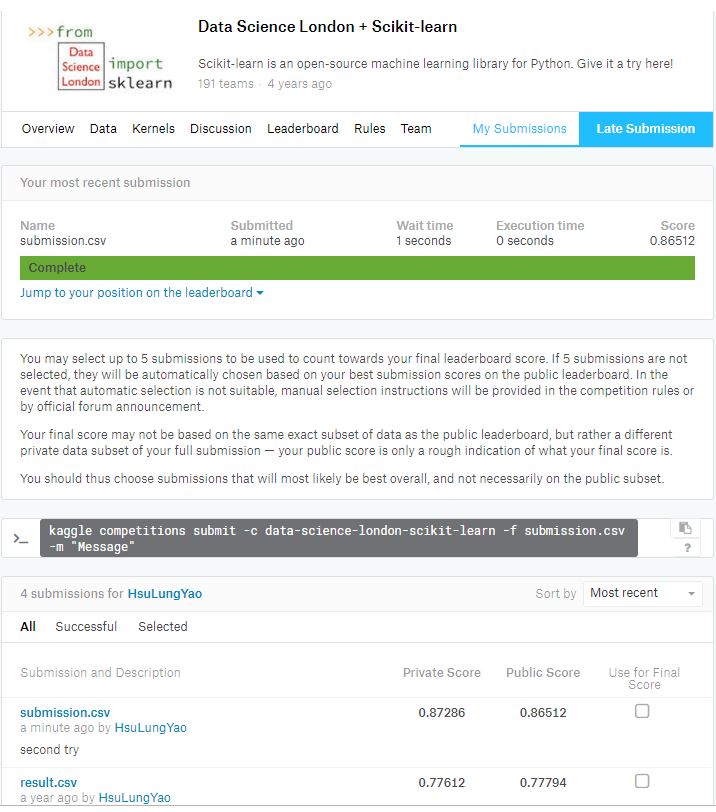 >>>from
Data
Science
London
import
sklearn
Data Science London + Scikit-learn
Scikit-learn is an open-source machine learning library for Python. Give it a try here!
191 teams · 4 years ago
Overview Data Kernels Discussion Leaderboard Rules Team My Submissions Late Submission
Your most recent submission
Name Submitted Wait time Execution time Score
submission.csv a minute ago 1 seconds 0 seconds 0.86512
Complete
Jump to your position on the leaderboard
You may select up to 5 submissions to be used to count towards your final leaderboard score. If 5 submissions are not
selected, they will be automatically chosen based on your best submission scores on the public leaderboard. In the
event that automatic selection is not suitable, manual selection instructions will be provided in the competition rules or
by official forum announcement.
Your final score may not be based on the same exact subset of data as the public leaderboard, but rather a different
private data subset of your full submission — your public score is only a rough indication of what your final score is.
You should thus choose submissions that will most likely be best overall, and not necessarily on the public subset.
>_ kaggle competitions submit -c data-science-london-scikit-learn -f submission.csv
-m "Message" ?
4 submissions for HsuLungYao Sort by Most recent
All Successful Selected
Submission and Description Private Score Public Score Use for Final
Score
submission.csv 0.87286 0.86512
a minute ago by HsuLungYao
second try
result.csv 0.77612 0.77794
a year ago by HsuLungYao